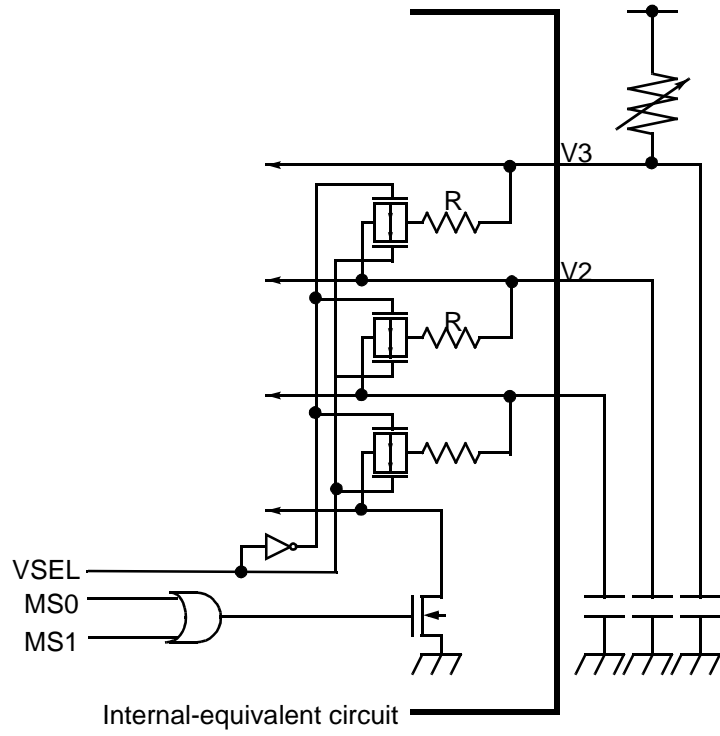 V3
R
V2
R
VSEL
MS0
MS1
Internal-equivalent circuit